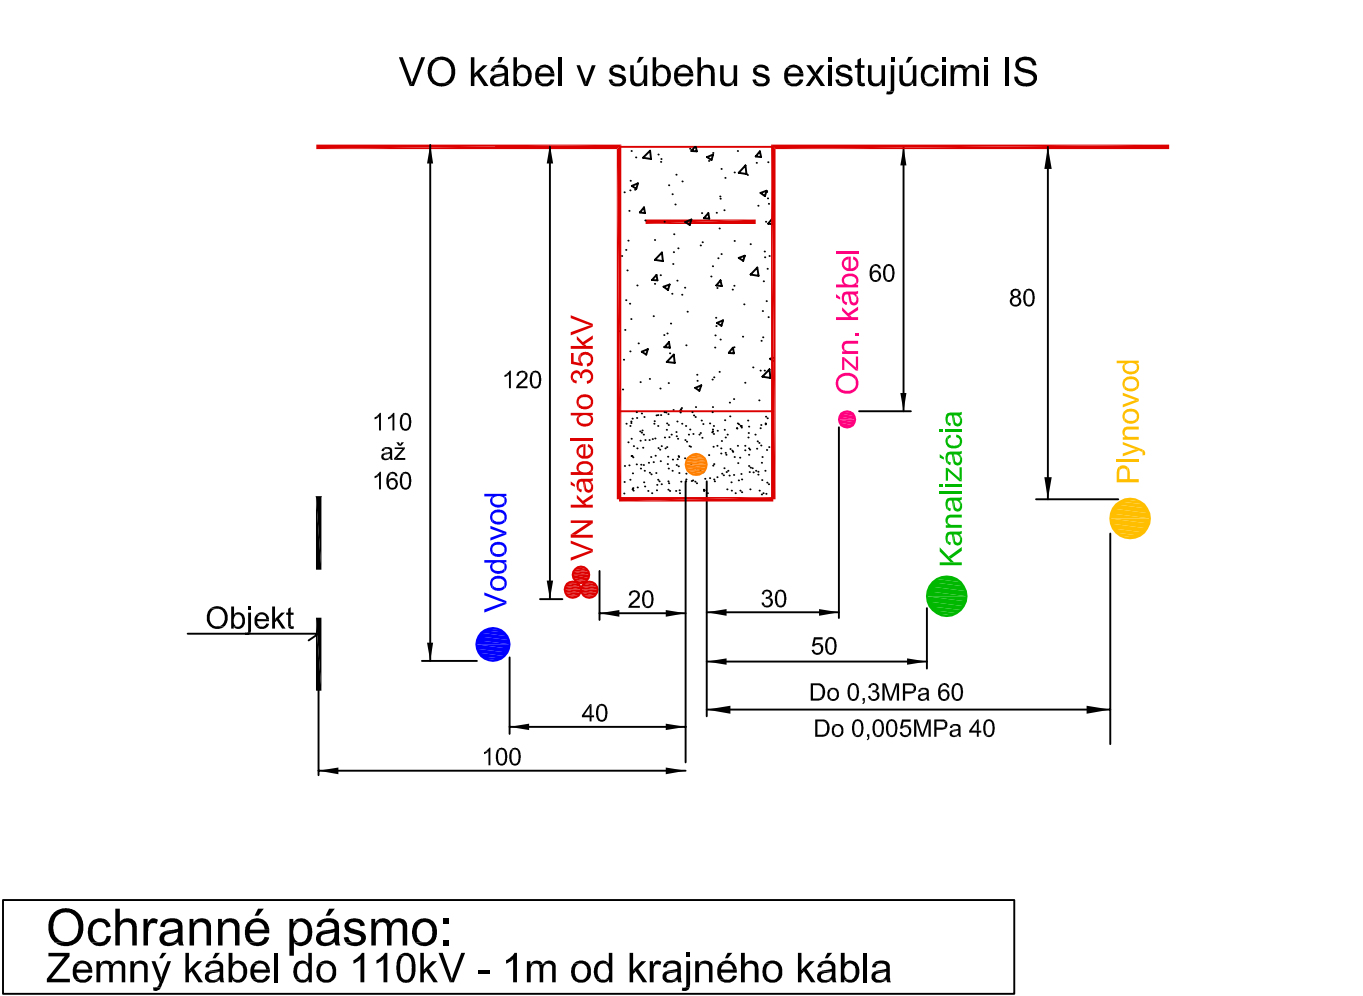 VO kábel v súbehu s existujúcimi IS
110
až
160
120
VN kábel do 35kV
Vodovod
Objekt
60
Ozn. kábel
80
Plynovod
Kanalizácia
20
30
50
Do 0,3MPa 60
Do 0,005MPa 40
40
100
Ochranné pásmo:
Zemný kábel do 110kV - 1m od krajného kábla